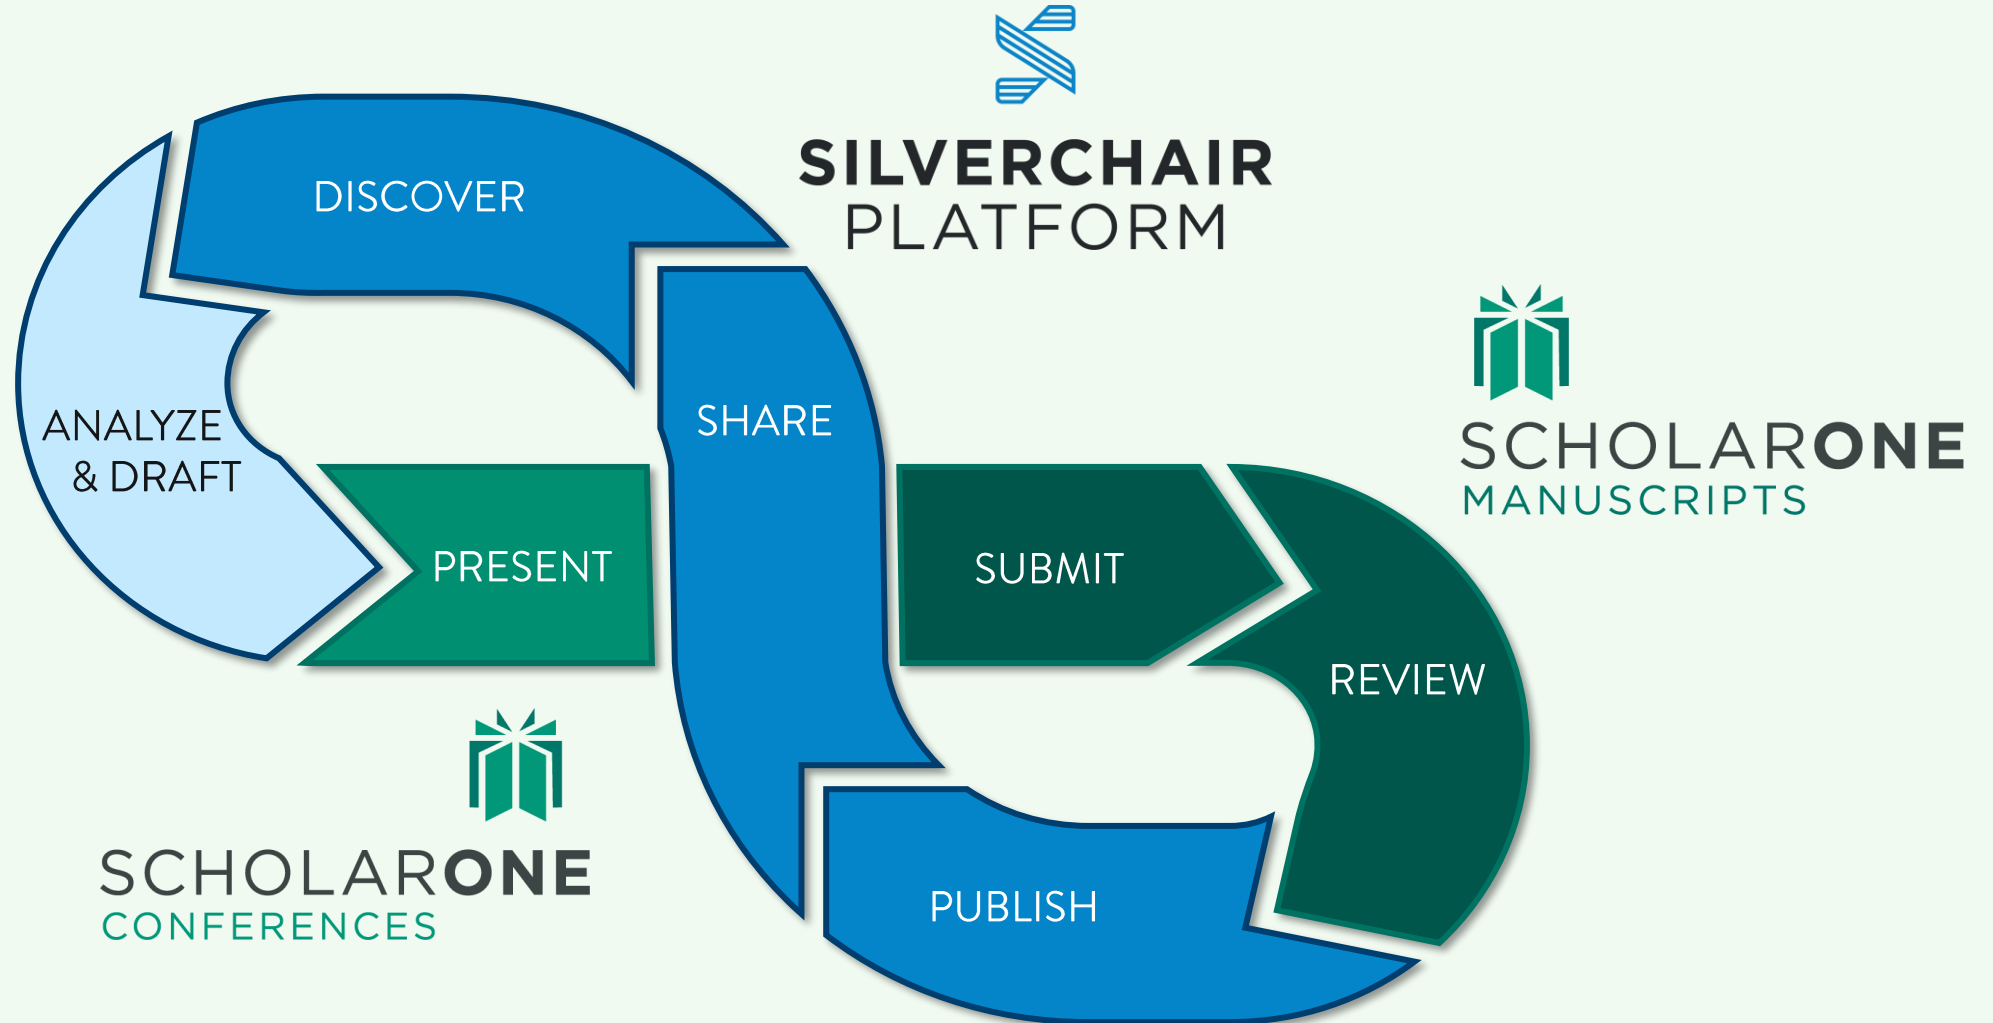 SILVERCHAIR
PLATFORM
DISCOVER
SHARE
ANALYZE
& DRAFT
PRESENT
SUBMIT
REVIEW
PUBLISH
SCHOLARONE
MANUSCRIPTS
SCHOLARONE
CONFERENCES